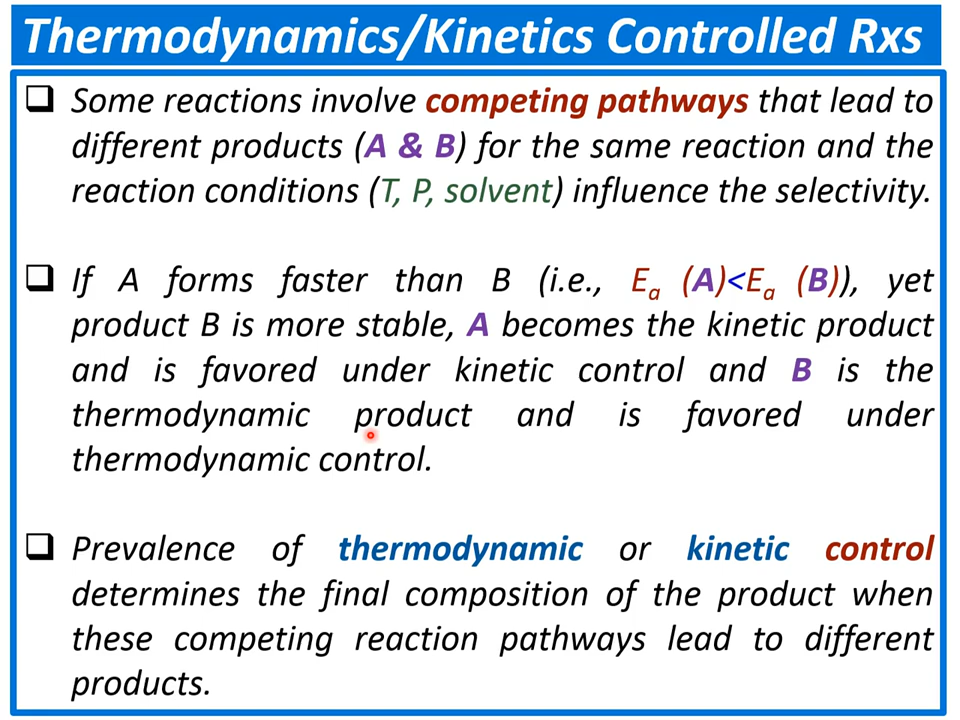 Thermodynamics/Kinetics Controlled Rxs
❑ Some reactions involve competing pathways that lead to
different products (A & B) for the same reaction and the
reaction conditions (T, P, solvent) influence the selectivity.
❑ If A forms faster than B (i.e., Ea (A)<Ea (B)), yet
product B is more stable, A becomes the kinetic product
and is favored under kinetic control and B is the
thermodynamic product and is favored under
thermodynamic control.
❑ Prevalence of thermodynamic or kinetic control
determines the final composition of the product when
these competing reaction pathways lead to different
products.